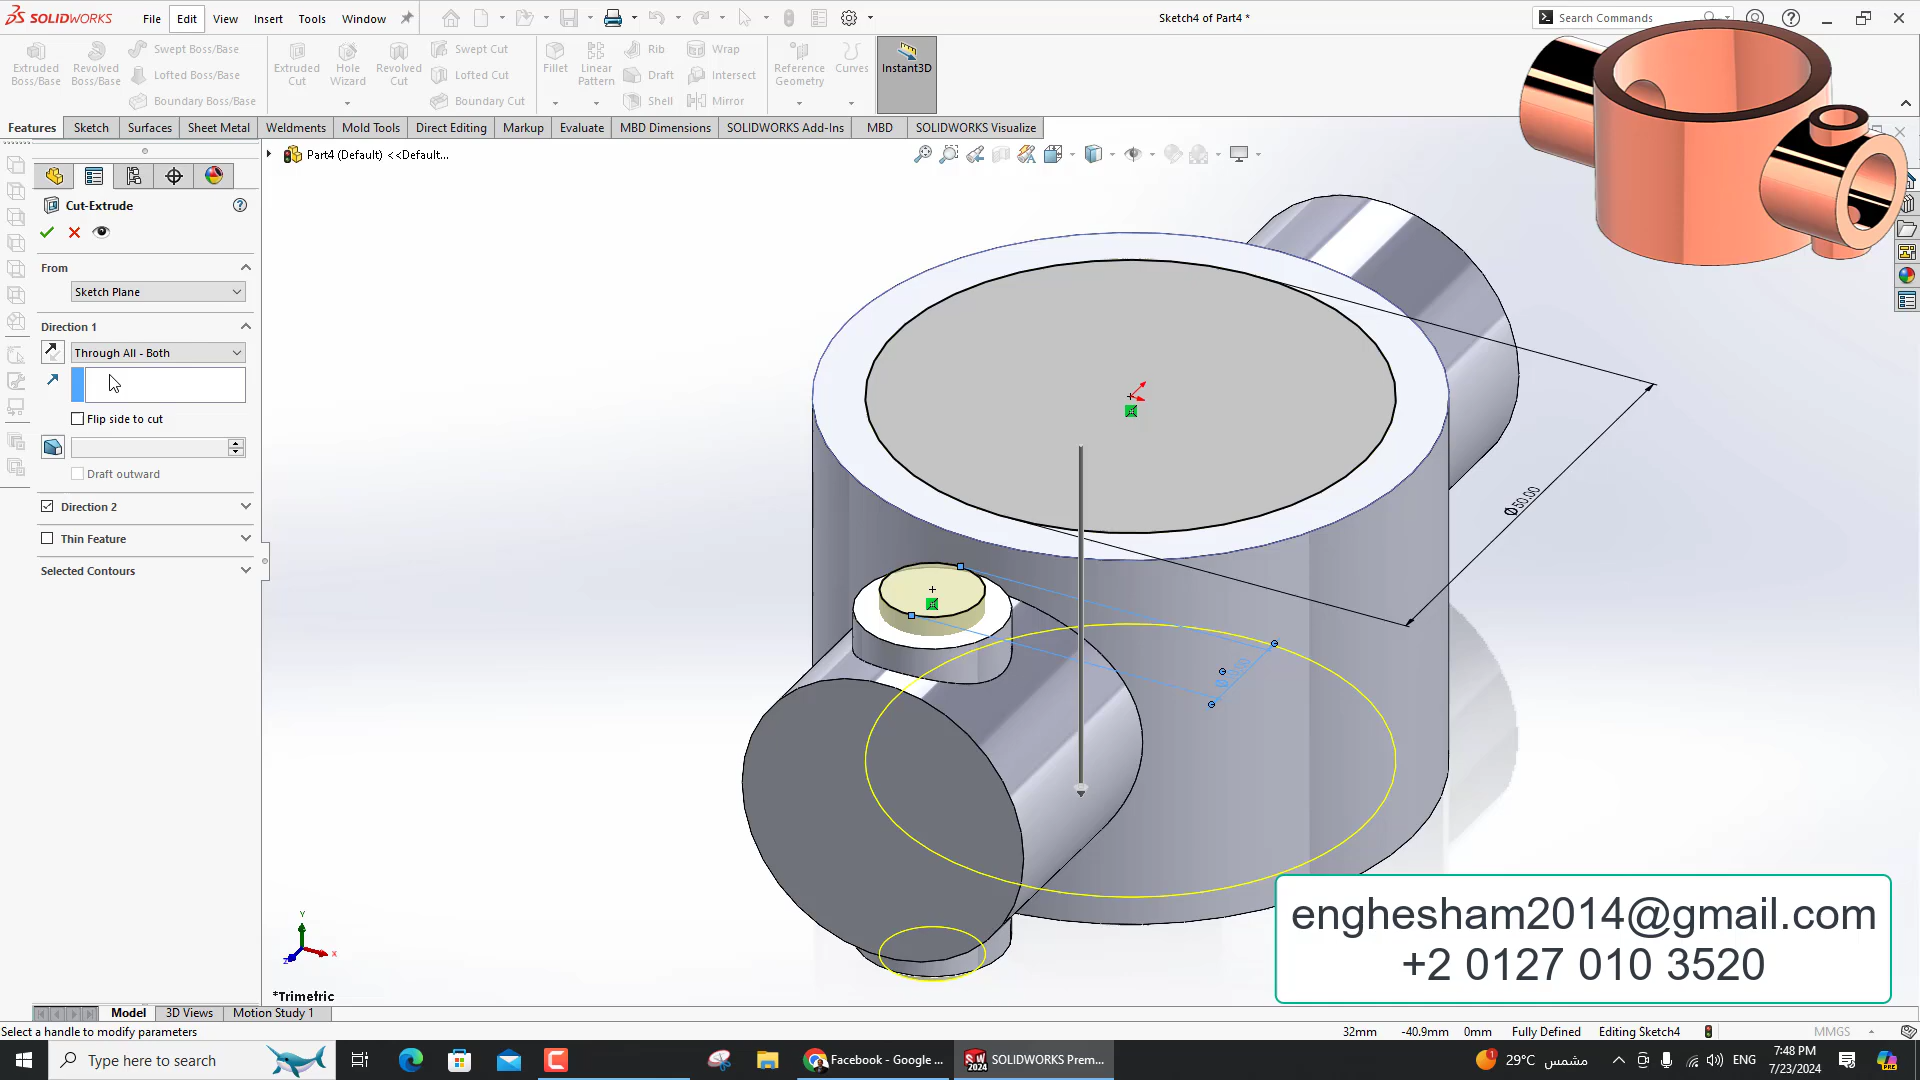 SOLIDWORKS
File
Edit
View
Insert
Tools
Window
Sketch4 of Part4 *
Search Commands
Extruded Boss/Base
Revolved Boss/Base
Swept Boss/Base
Lofted Boss/Base
Boundary Boss/Base
Extruded Cut
Hole Wizard
Revolved Cut
Swept Cut
Lofted Cut
Boundary Cut
Fillet
Linear Pattern
Rib
Draft
Shell
Wrap
Intersect
Mirror
Reference Geometry
Curves
Instant3D
Features
Sketch
Surfaces
Sheet Metal
Weldments
Mold Tools
Direct Editing
Markup
Evaluate
MBD Dimensions
SOLIDWORKS Add-Ins
MBD
SOLIDWORKS Visualize
Part4 (Default) <<Default...
Cut-Extrude
From
Sketch Plane
Direction 1
Through All - Both
Flip side to cut
Draft outward
Direction 2
Thin Feature
Selected Contours
Ø50.00
Y
X
Z
*Trimetric
enghesham2014@gmail.com
+2 0127 010 3520
Model
3D Views
Motion Study 1
Select a handle to modify parameters
32mm
-40.9mm
0mm
Fully Defined
Editing Sketch4
MMGS
Type here to search
Facebook - Google ...
SOLIDWORKS Prem...
29°C مشمس
ENG
7:48 PM
7/23/2024